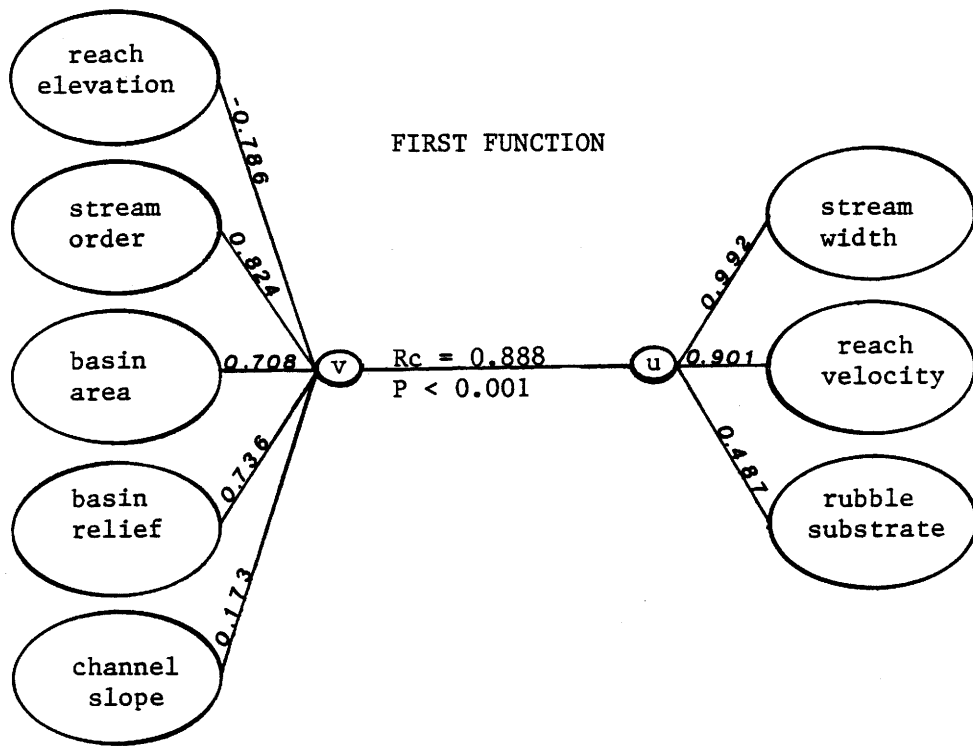 reach
elevation
-0.786
FIRST FUNCTION
stream
order
0.824
stream
width
0.992
basin
area
0.708
v
Rc = 0.888
P < 0.001
u
0.901
reach
velocity
basin
relief
0.736
0.487
rubble
substrate
channel
slope
0.173